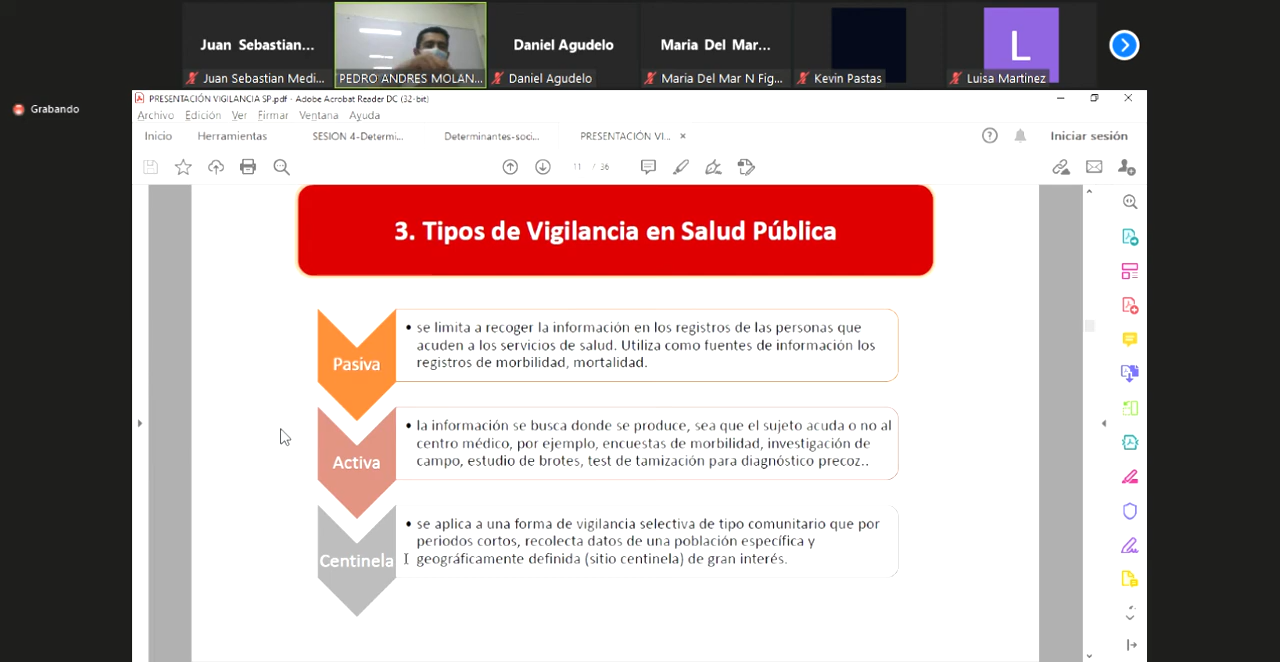 Juan Sebastian...
Daniel Agudelo
Maria Del Mar...
L
Juan Sebastian Medi...
PEDRO ANDRES MOLAN...
Daniel Agudelo
Maria Del Mar N Fig...
Kevin Pastas
Luisa Martinez
Grabando
PRESENTACIÓN VIGILANCIA SP.pdf - Adobe Acrobat Reader DC (32-bit)
Archivo Edición Ver Firmar Ventana Ayuda
Inicio Herramientas SESION 4-Determi... Determinantes-soci... PRESENTACIÓN VI... × Iniciar sesión
11 / 36
3. Tipos de Vigilancia en Salud Pública
Pasiva
• se limita a recoger la información en los registros de las personas que
acuden a los servicios de salud. Utiliza como fuentes de información los
registros de morbilidad, mortalidad.
Activa
• la información se busca donde se produce, sea que el sujeto acuda o no al
centro médico, por ejemplo, encuestas de morbilidad, investigación de
campo, estudio de brotes, test de tamización para diagnóstico precoz..
Centinela
• se aplica a una forma de vigilancia selectiva de tipo comunitario que por
periodos cortos, recolecta datos de una población específica y
geográficamente definida (sitio centinela) de gran interés.